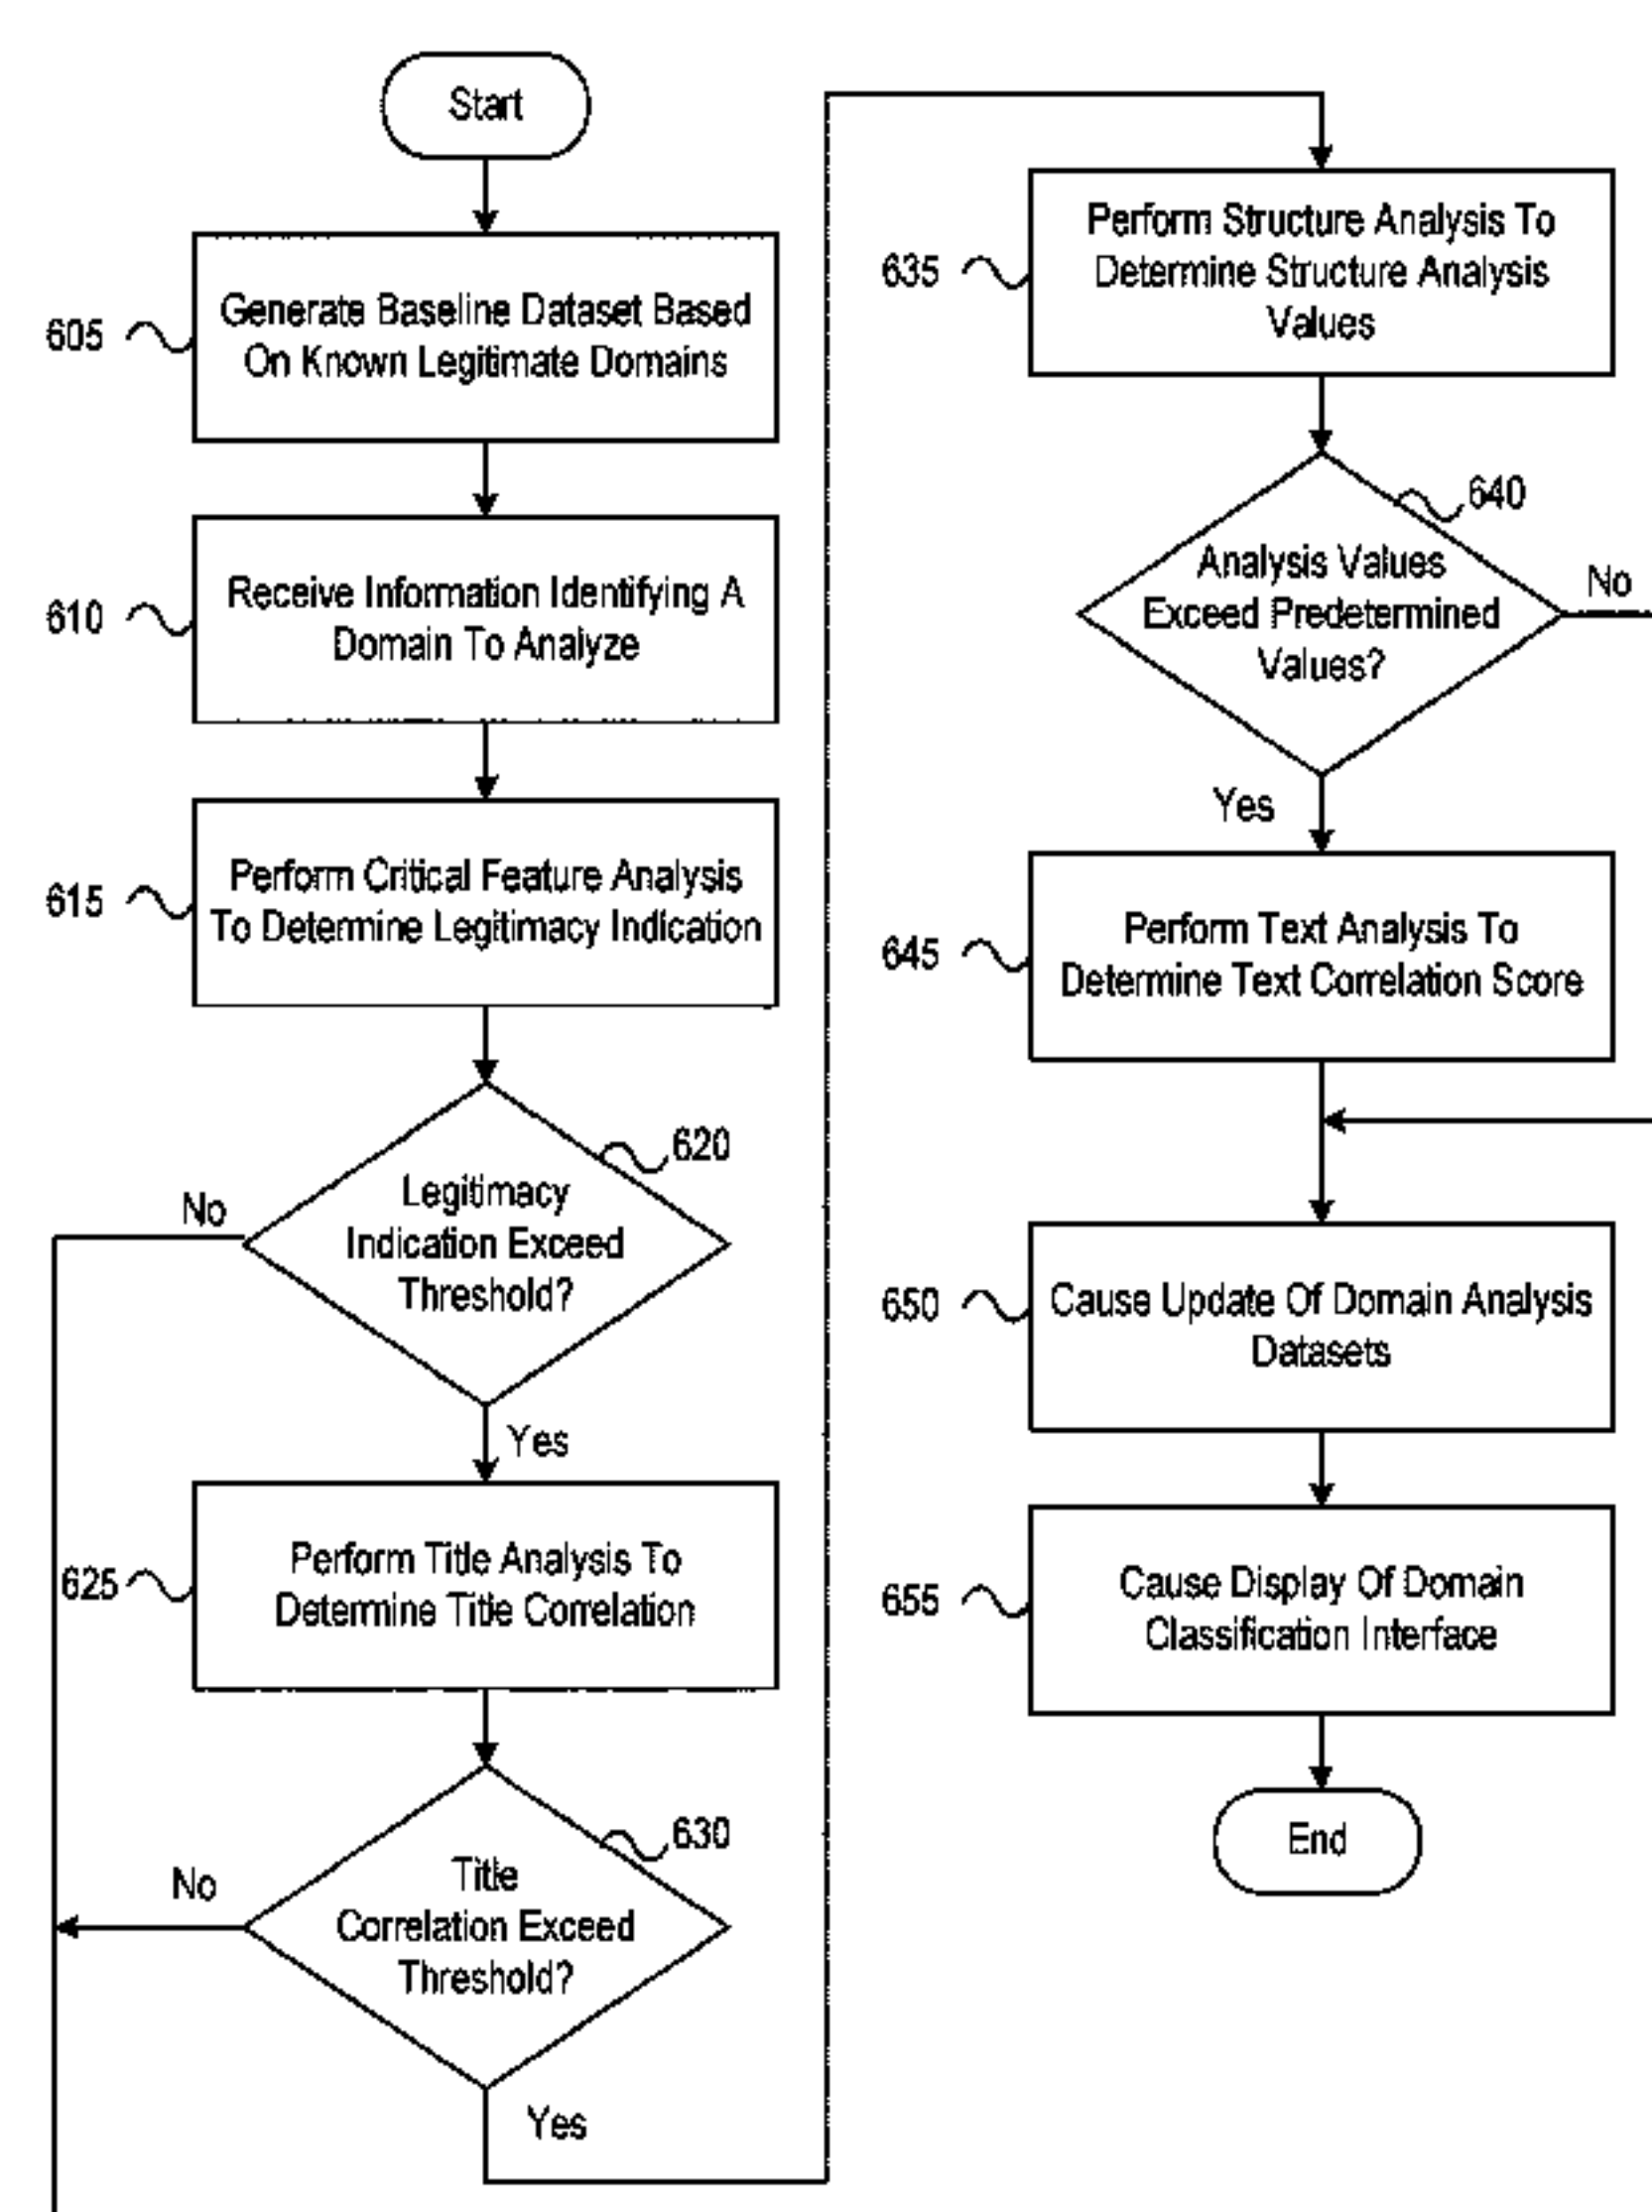 Start
605
Generate Baseline Dataset Based
On Known Legitimate Domains
610
Receive Information Identifying A
Domain To Analyze
615
Perform Critical Feature Analysis
To Determine Legitimacy Indication
620
Legitimacy
Indication Exceed
Threshold?
No
Yes
625
Perform Title Analysis To
Determine Title Correlation
630
Title
Correlation Exceed
Threshold?
No
Yes
635
Perform Structure Analysis To
Determine Structure Analysis
Values
640
Analysis Values
Exceed Predetermined
Values?
No
Yes
645
Perform Text Analysis To
Determine Text Correlation Score
650
Cause Update Of Domain Analysis
Datasets
655
Cause Display Of Domain
Classification Interface
End